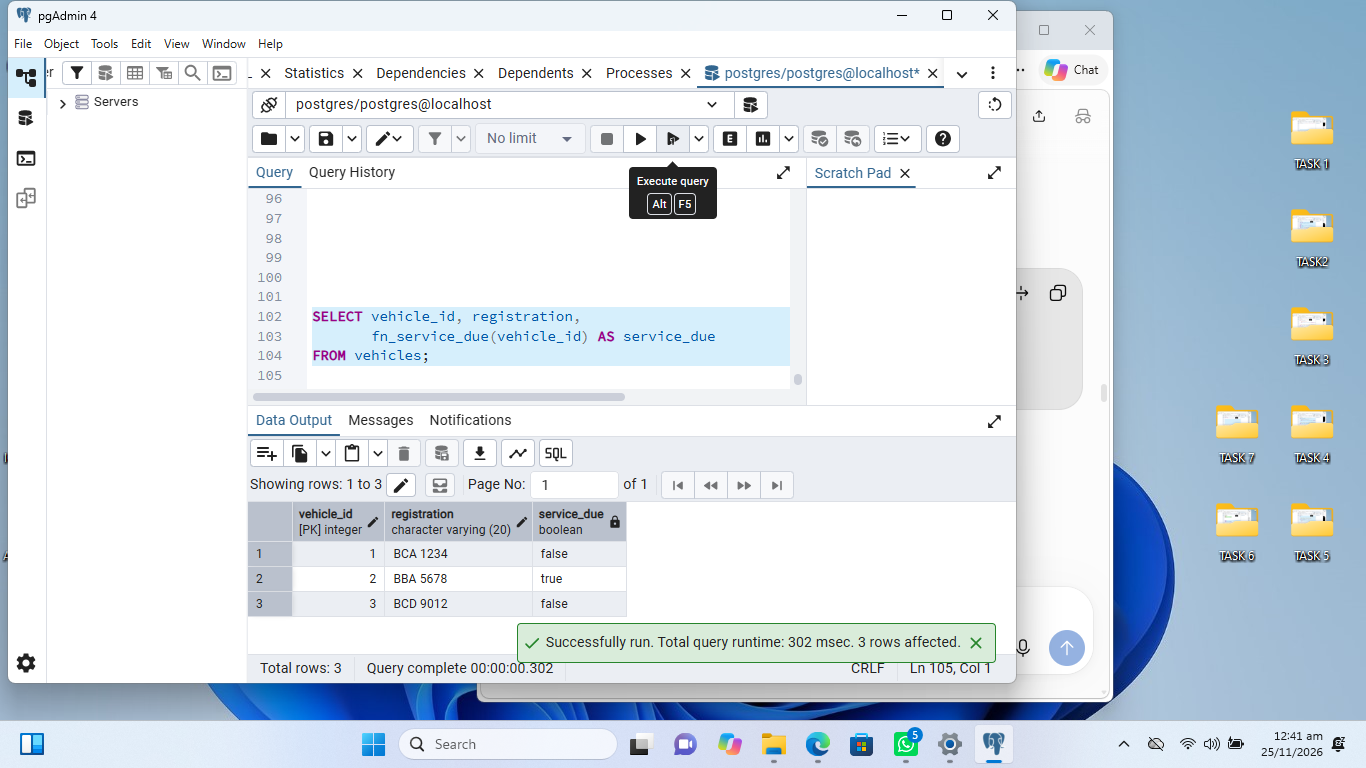 pgAdmin 4
File Object Tools Edit View Window Help
Statistics Dependencies Dependents Processes postgres/postgres@localhost*
Servers
postgres/postgres@localhost
No limit
E
Query Query History
Execute query
Alt F5
Scratch Pad
96
97
98
99
100
101
102 SELECT vehicle_id, registration,
103 fn_service_due(vehicle_id) AS service_due
104 FROM vehicles;
105
Data Output Messages Notifications
SQL
Showing rows: 1 to 3 Page No: 1 of 1
vehicle_id registration service_due
[PK] integer character varying (20) boolean
1 1 BCA 1234 false
2 2 BBA 5678 true
3 3 BCD 9012 false
Successfully run. Total query runtime: 302 msec. 3 rows affected.
Total rows: 3 Query complete 00:00:00.302 CRLF Ln 105, Col 1
Chat
TASK 1
TASK2
TASK 3
TASK 7 TASK 4
TASK 6 TASK 5
Search
5
12:41 am
25/11/2026